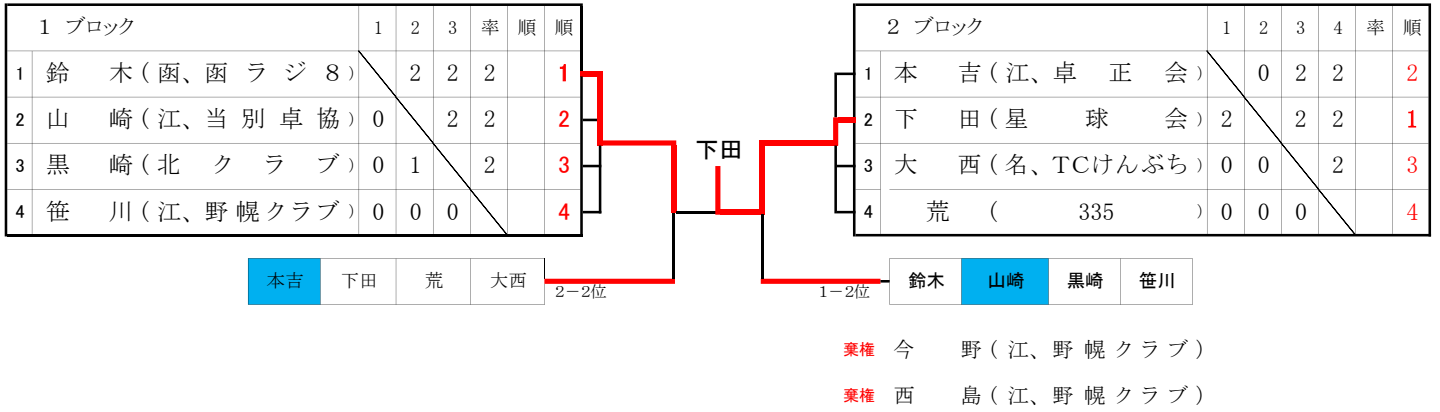 1 ブロック 1 2 3 率 順 順
1 鈴 木(函、函 ラ ジ 8) 2 2 2 1
2 山 崎(江、当 別 卓 協) 0 2 2 2
3 黒 崎(北 ク ラ ブ) 0 1 2 3
4 笹 川(江、野幌クラブ) 0 0 0 4
下田
2 ブロック 1 2 3 4 率 順
1 本 吉(江、卓 正 会) 0 2 2 2
2 下 田(星 球 会) 2 2 2 1
3 大 西(名、TCけんぶち) 0 0 2 3
4 荒 ( 335 ) 0 0 0 4
本吉 下田 荒 大西 2-2位
1-2位 鈴木 山崎 黒崎 笹川
棄権 今 野(江、野 幌 クラブ)
棄権 西 島(江、野 幌 クラブ)